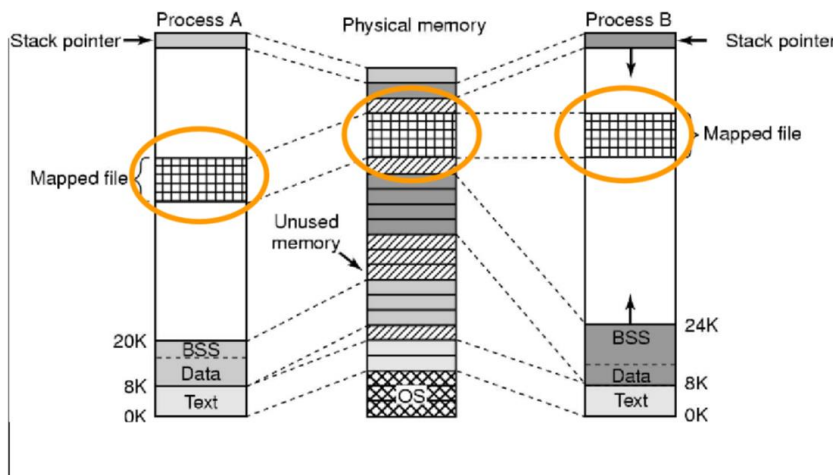 Process A
Physical memory
Process B
Stack pointer
Stack pointer
Mapped file
Mapped file
Unused
memory
20K
BSS
Data
8K
Text
0K
OS
24K
BSS
Data
8K
Text
0K